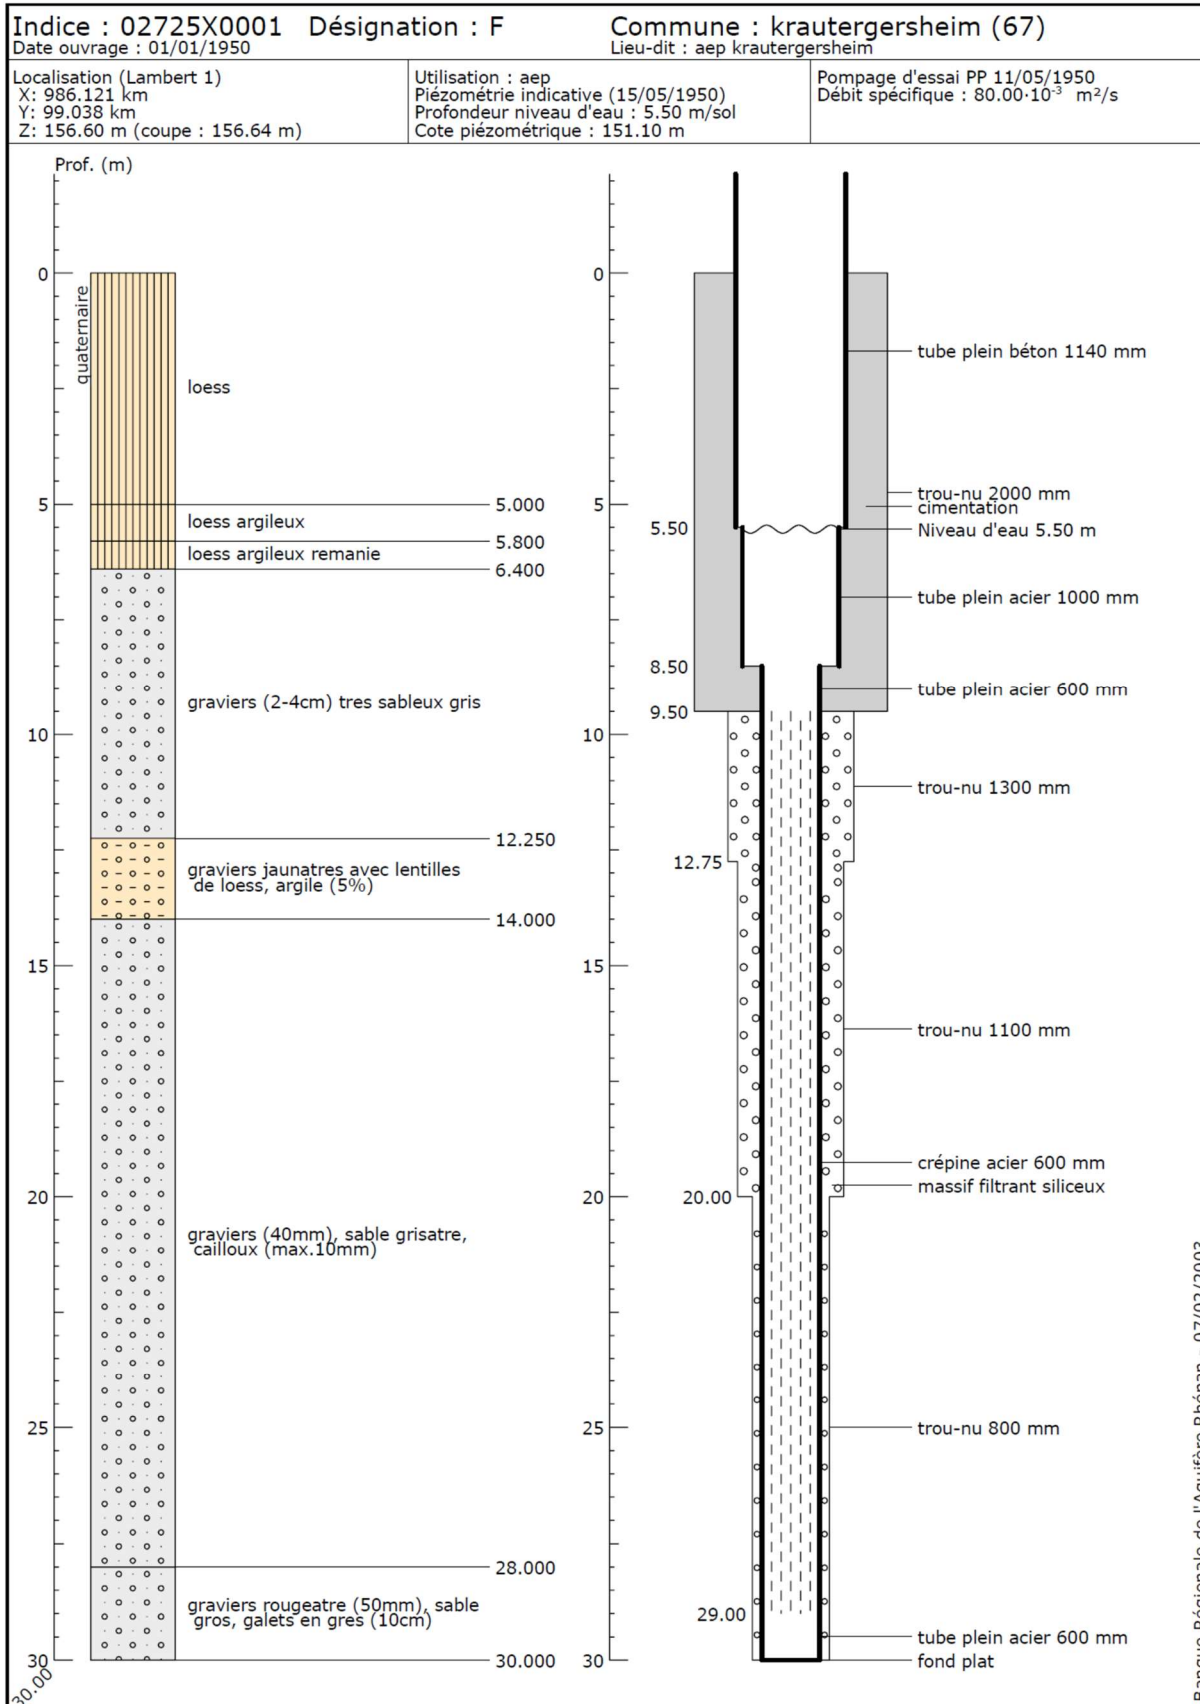 Indice : 02725X0001 Désignation : F
Commune : krautergersheim (67)
Date ouvrage : 01/01/1950
Lieu-dit : aep krautergersheim
Localisation (Lambert 1)
X: 986.121 km
Y: 99.038 km
Z: 156.60 m (coupe : 156.64 m)
Utilisation : aep
Piézométrie indicative (15/05/1950)
Profondeur niveau d'eau : 5.50 m/sol
Cote piézométrique : 151.10 m
Pompage d'essai PP 11/05/1950
Débit spécifique : 80.00·10⁻³ m²/s
Prof. (m)
0
5
10
15
20
25
30
30.00
quaternaire
loess
5.000
loess argileux
5.800
loess argileux remanie
6.400
graviers (2-4cm) tres sableux gris
12.250
graviers jaunatres avec lentilles
de loess, argile (5%)
14.000
graviers (40mm), sable grisatre,
cailloux (max.10mm)
28.000
graviers rougeatre (50mm), sable
gros, galets en gres (10cm)
30.000
0
5
10
15
20
25
30
5.50
8.50
9.50
12.75
20.00
29.00
tube plein béton 1140 mm
trou-nu 2000 mm
cimentation
Niveau d'eau 5.50 m
tube plein acier 1000 mm
tube plein acier 600 mm
trou-nu 1300 mm
trou-nu 1100 mm
crépine acier 600 mm
massif filtrant siliceux
trou-nu 800 mm
tube plein acier 600 mm
fond plat
Banque Régionale de l'Aquifère Rhénan - 07/02/2003